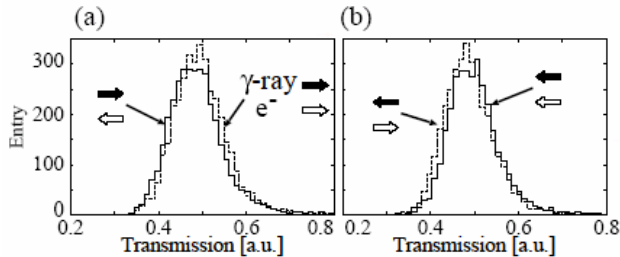 (a) (b)
300
200
100
0
Entry
γ-ray
e-
0.2 0.4 0.6 0.8 0.2 0.4 0.6 0.8
Transmission [a.u.] Transmission [a.u.]